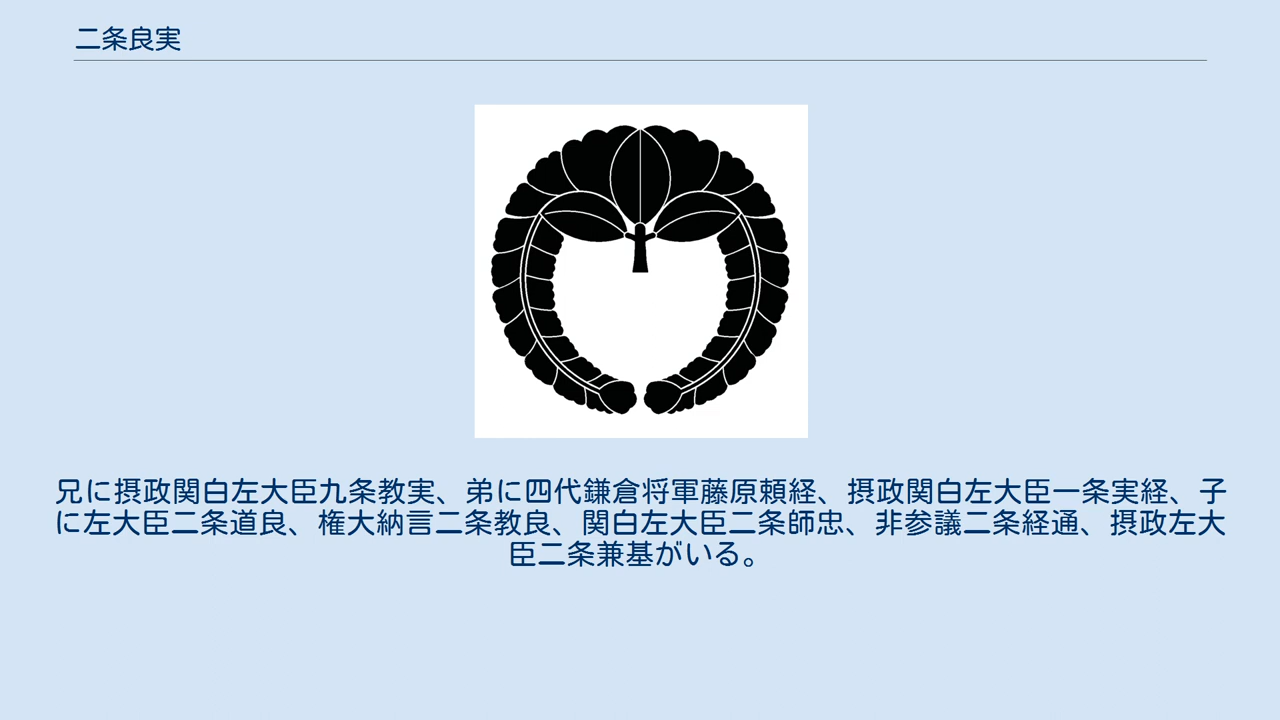 二条良実
兄に摂政関白左大臣九条教実、弟に四代鎌倉将軍藤原頼経、摂政関白左大臣一条実経、子
に左大臣二条道良、権大納言二条教良、関白左大臣二条師忠、非参議二条経通、摂政左大
臣二条兼基がいる。